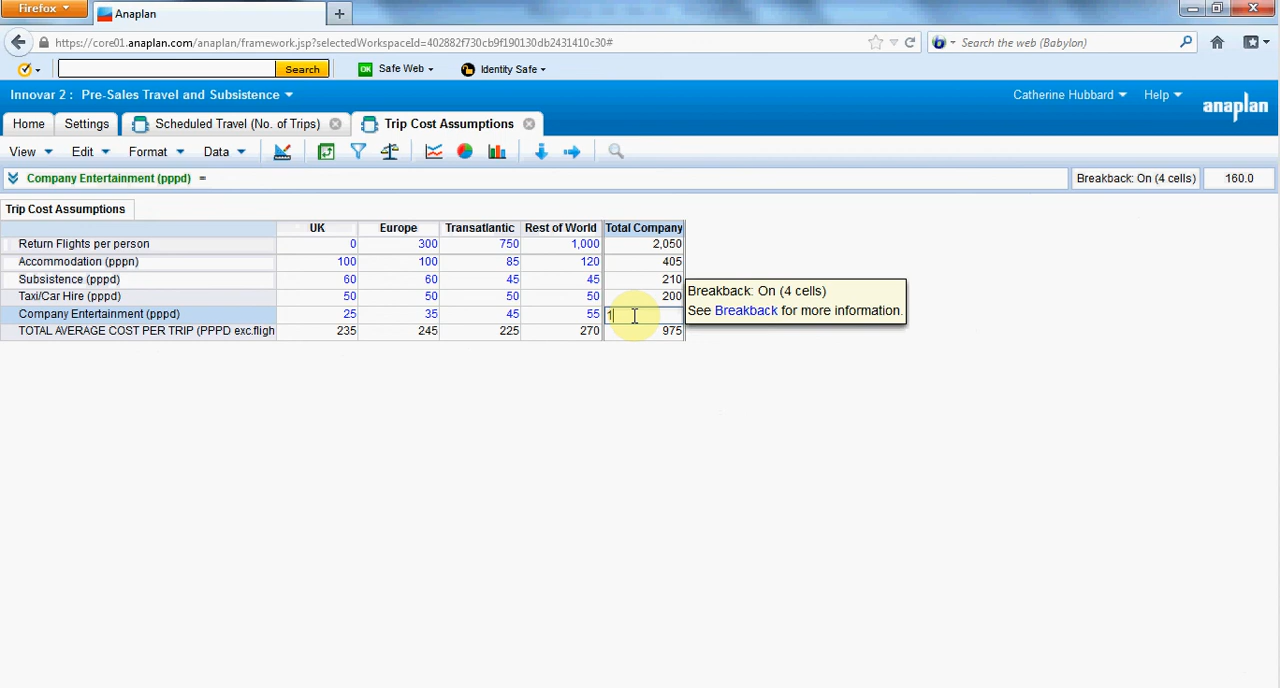 Firefox
Anaplan
https://core01.anaplan.com/anaplan/framework.jsp?selectedWorkspaceId=402882f730cb9f190130db2431410c30#
Search the web (Babylon)
Search
OK Safe Web
Identity Safe
Innovar 2 : Pre-Sales Travel and Subsistence
Catherine Hubbard
Help
anaplan
Home
Settings
Scheduled Travel (No. of Trips)
Trip Cost Assumptions
View
Edit
Format
Data
Company Entertainment (pppd) =
Breakback: On (4 cells)
160.0
Trip Cost Assumptions
UK Europe Transatlantic Rest of World Total Company
Return Flights per person 0 300 750 1,000 2,050
Accommodation (pppn) 100 100 85 120 405
Subsistence (pppd) 60 60 45 45 210
Taxi/Car Hire (pppd) 50 50 50 50 200
Company Entertainment (pppd) 25 35 45 55 1
TOTAL AVERAGE COST PER TRIP (PPPD exc.fligh 235 245 225 270 975
Breakback: On (4 cells)
See Breakback for more information.